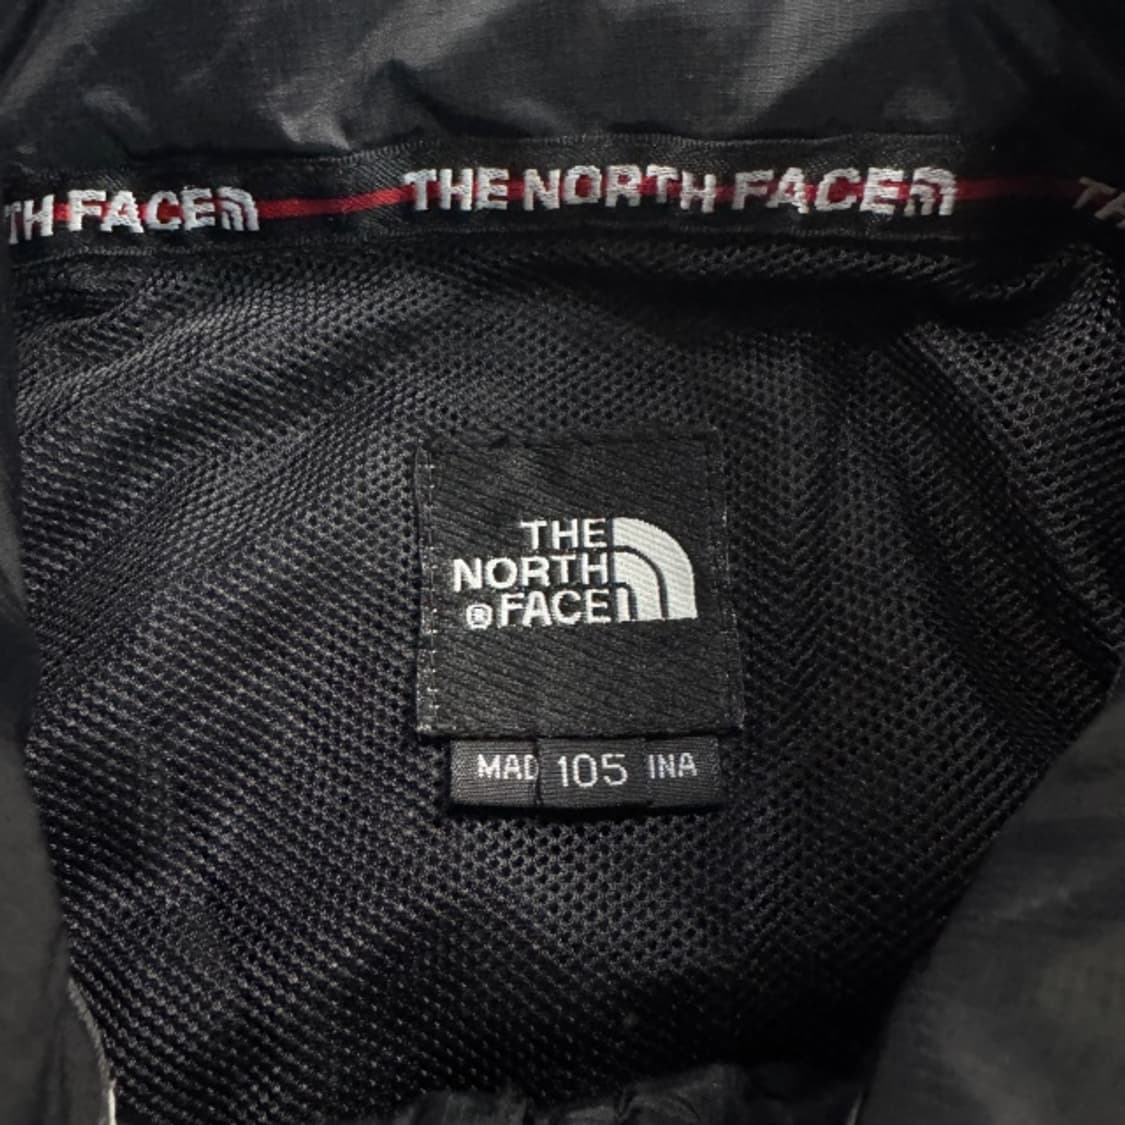 TH FACE THE NORTH FACE
THE
NORTH
® FACE
MAD 105 INA